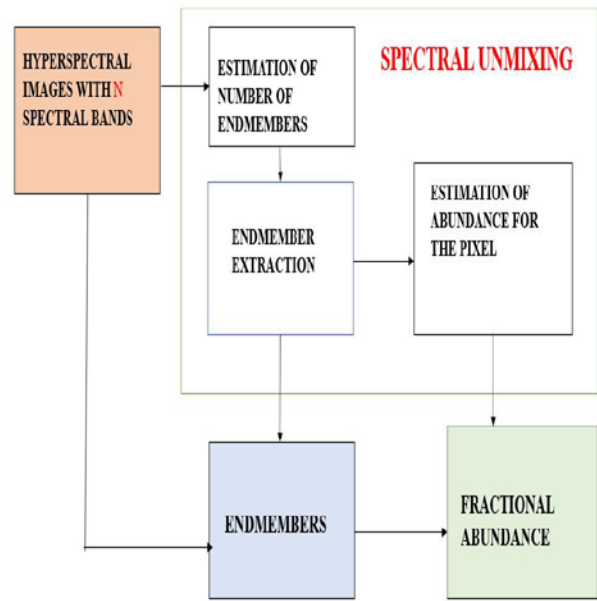 HYPERSPECTRAL
IMAGES WITH N
SPECTRAL BANDS
ESTIMATION OF
NUMBER OF
ENDMEMBERS
SPECTRAL UNMIXING
ENDMEMBER
EXTRACTION
ESTIMATION OF
ABUNDANCE FOR
THE PIXEL
ENDMEMBERS
FRACTIONAL
ABUNDANCE